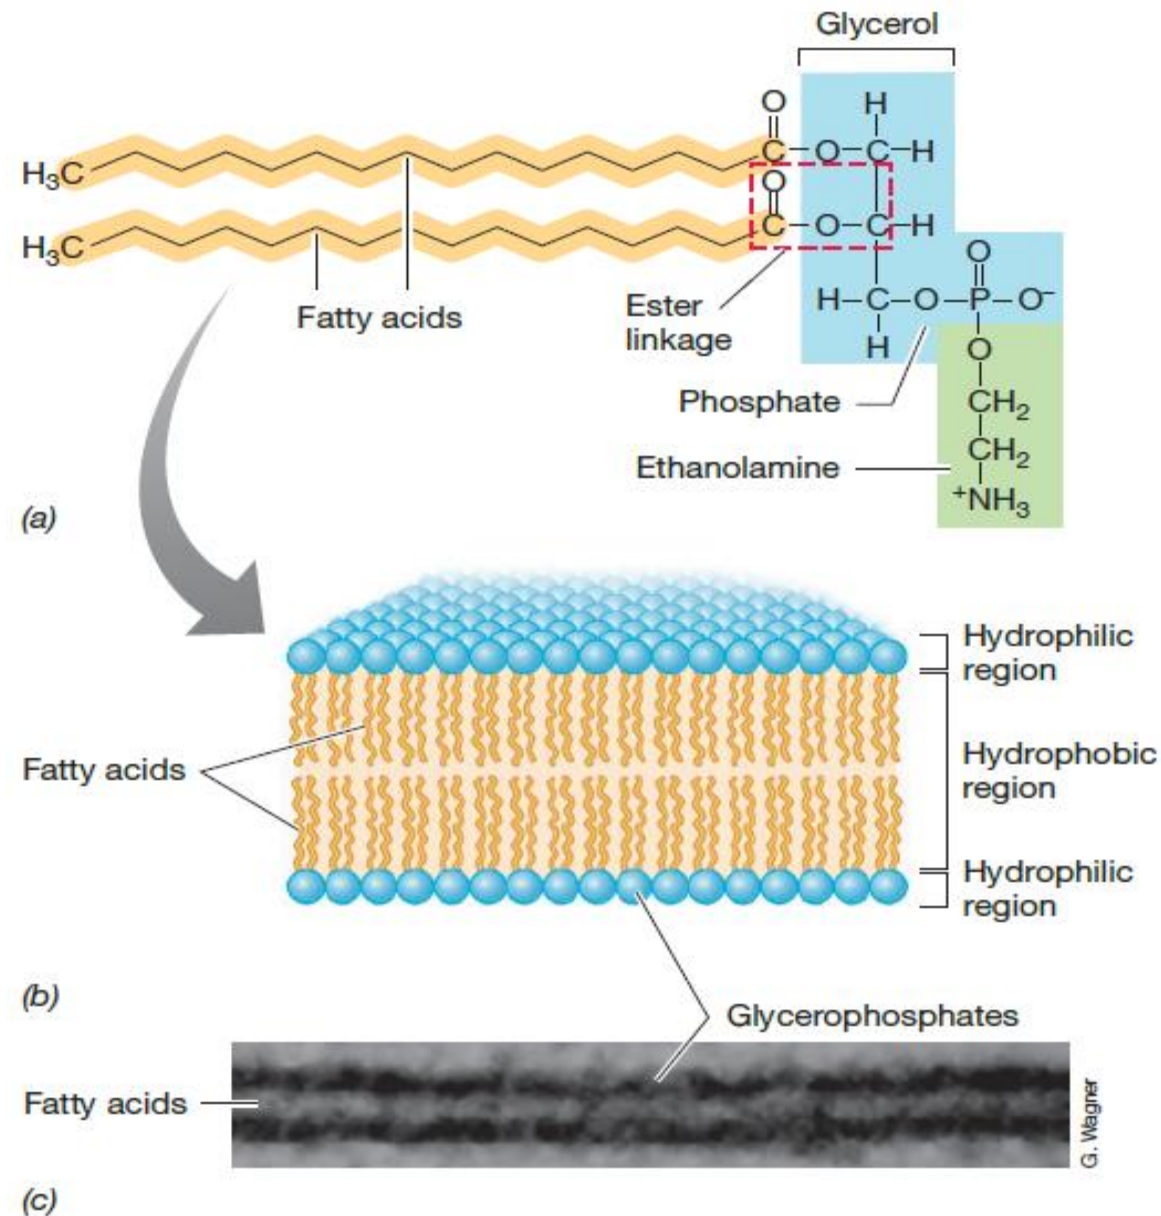 Glycerol
O
H
H₃C
C–O–C–H
O
H₃C
C–O–C–H
O
Fatty acids
Ester
linkage
H–C–O–P–O⁻
H
O
Phosphate
CH₂
Ethanolamine
CH₂
⁺NH₃
(a)
Hydrophilic
region
Fatty acids
Hydrophobic
region
Hydrophilic
region
(b)
Glycerophosphates
Fatty acids
G. Wagner
(c)